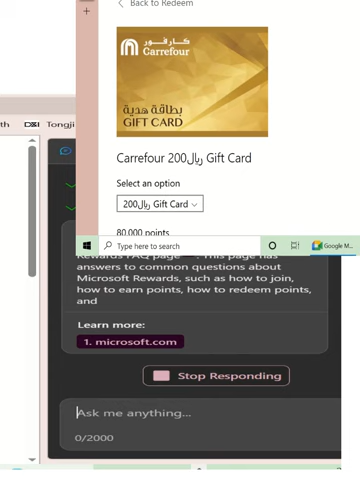 Back to Redeem
كارفور
Carrefour
بطاقة هدية
GIFT CARD
Carrefour 200ريال Gift Card
Select an option
200ريال Gift Card
80,000 points
th
Tongji
Type here to search
Google M...
Rewards FAQ page
. This page has
answers to common questions about
Microsoft Rewards, such as how to join,
how to earn points, how to redeem points,
and
Learn more:
1. microsoft.com
Stop Responding
Ask me anything...
0/2000